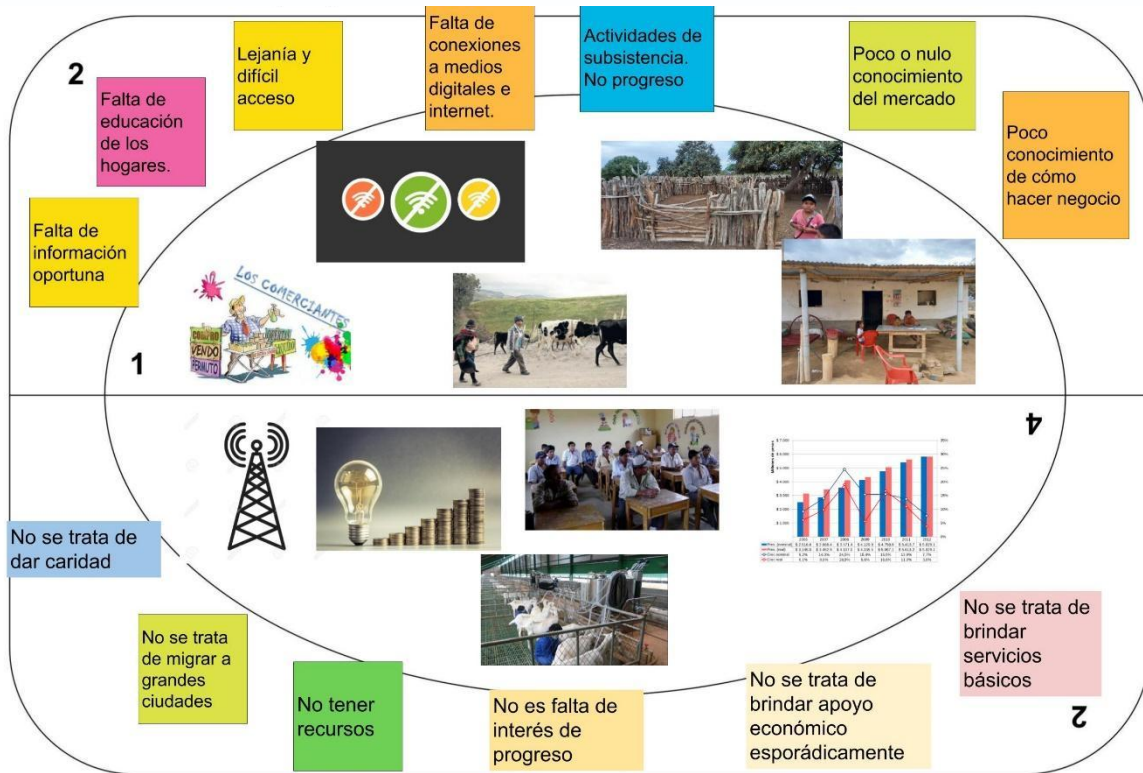 2
Falta de
educación
de los
hogares.
Lejanía y
difícil
acceso
Falta de
conexiones
a medios
digitales e
internet.
Actividades de
subsistencia.
No progreso
Poco o nulo
conocimiento
del mercado
Poco
conocimiento
de cómo
hacer negocio
Falta de
información
oportuna
LOS COMERCIANTES
COMPRO
VENDO
PERMUTO
1
4
No se trata de
dar caridad
No se trata
de migrar a
grandes
ciudades
No tener
recursos
No es falta de
interés de
progreso
No se trata de
brindar apoyo
económico
esporádicamente
No se trata de
brindar
servicios
básicos
2